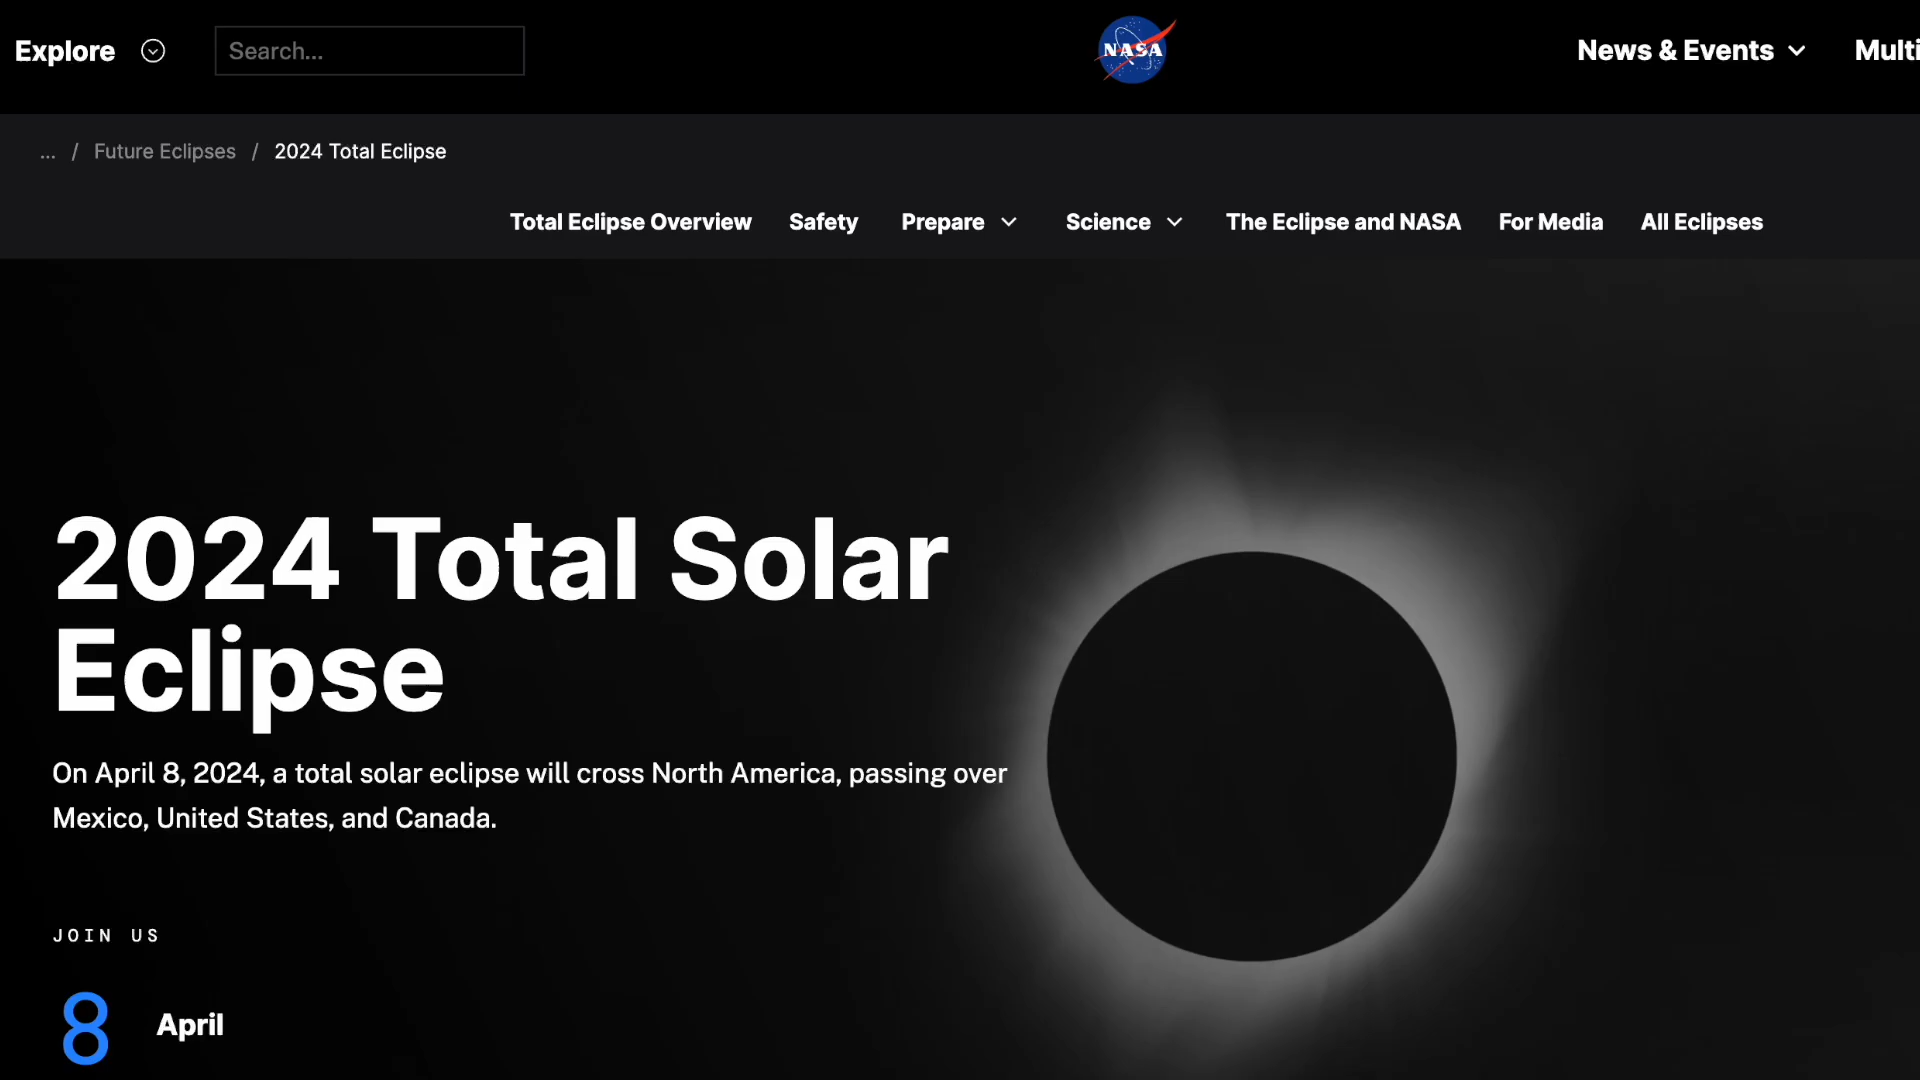 Explore
Search...
NASA
News & Events
Multi
... / Future Eclipses / 2024 Total Eclipse
Total Eclipse Overview Safety Prepare Science The Eclipse and NASA For Media All Eclipses
2024 Total Solar
Eclipse
On April 8, 2024, a total solar eclipse will cross North America, passing over
Mexico, United States, and Canada.
JOIN US
8 April